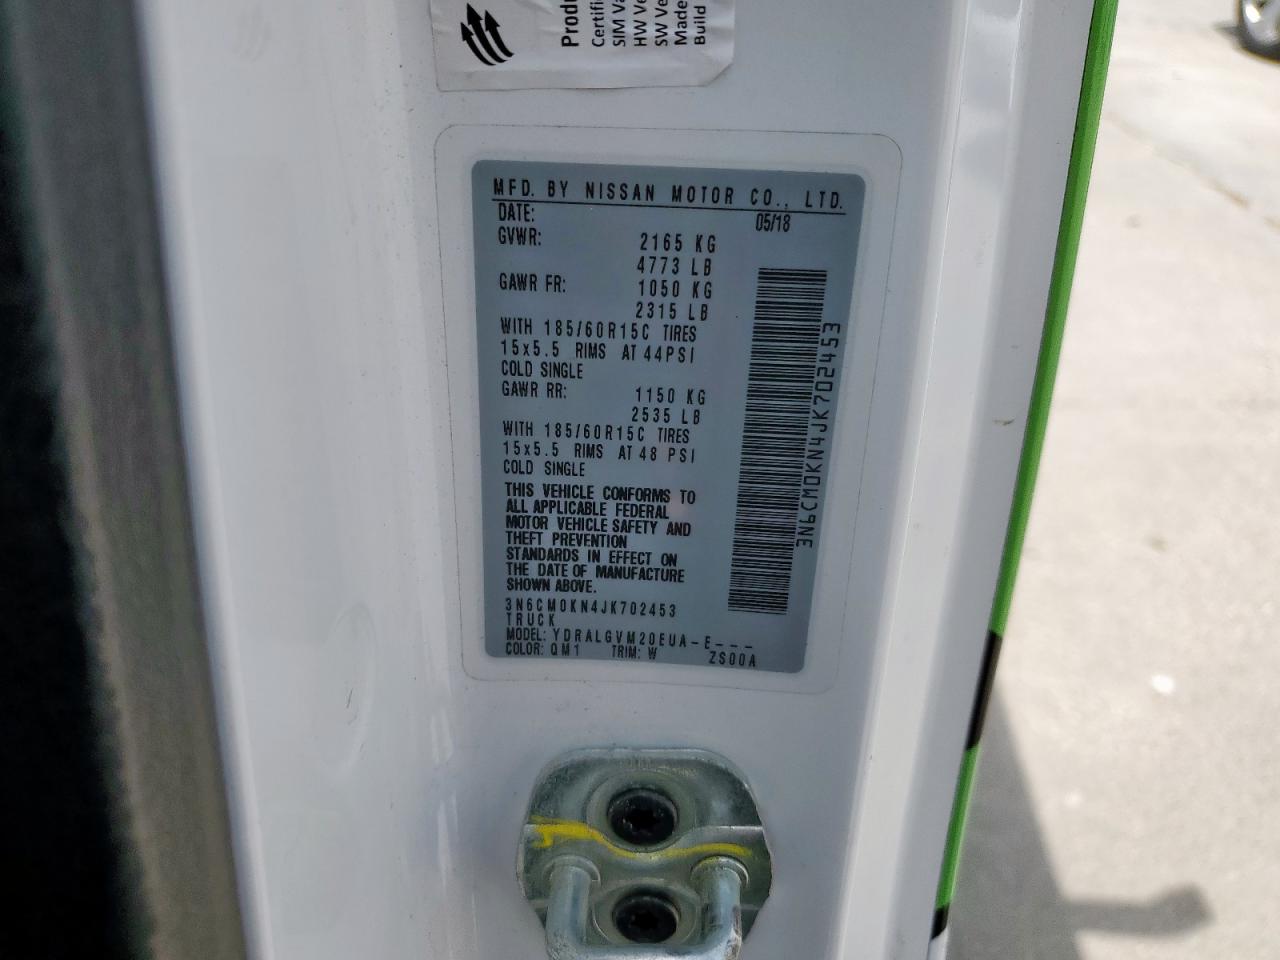 Produ
Certifi
SIM Va
HW Ve
SW Ve
Made
Build
MFD. BY NISSAN MOTOR CO., LTD.
DATE: 05/18
GVWR: 2165 KG
4773 LB
GAWR FR: 1050 KG
2315 LB
WITH 185/60R15C TIRES
15x5.5 RIMS AT 44PSI
COLD SINGLE
GAWR RR: 1150 KG
2535 LB
WITH 185/60R15C TIRES
15x5.5 RIMS AT 48 PSI
COLD SINGLE
THIS VEHICLE CONFORMS TO
ALL APPLICABLE FEDERAL
MOTOR VEHICLE SAFETY AND
THEFT PREVENTION
STANDARDS IN EFFECT ON
THE DATE OF MANUFACTURE
SHOWN ABOVE.
3N6CM0KN4JK702453
TRUCK
MODEL: YDRALGVM20EUA-E---
COLOR: QM1 TRIM: W ZS00A
3N6CM0KN4JK702453